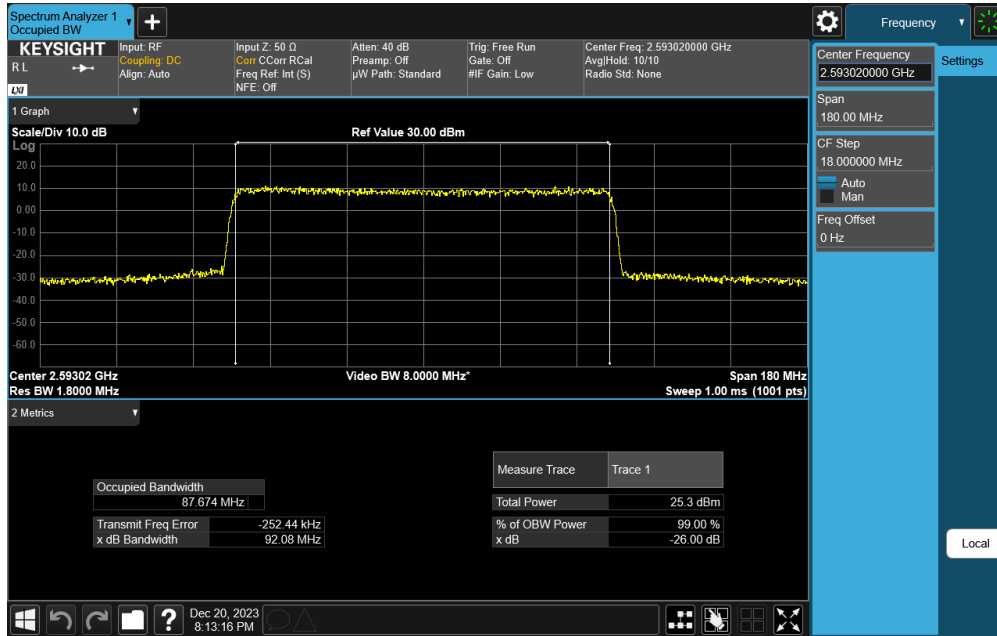 Spectrum Analyzer 1
Occupied BW
+
Frequency
KEYSIGHT
RL
LXI
Input: RF
Coupling: DC
Align: Auto
Input Z: 50 Ω
Corr CCorr RCal
Freq Ref: Int (S)
NFE: Off
Atten: 40 dB
Preamp: Off
µW Path: Standard
Trig: Free Run
Gate: Off
#IF Gain: Low
Center Freq: 2.593020000 GHz
Avg|Hold: 10/10
Radio Std: None
Center Frequency
2.593020000 GHz
Settings
Span
180.00 MHz
CF Step
18.000000 MHz
Auto
Man
Freq Offset
0 Hz
Local
1 Graph
Scale/Div 10.0 dB
Ref Value 30.00 dBm
Log
20.0
10.0
0.00
-10.0
-20.0
-30.0
-40.0
-50.0
-60.0
Center 2.59302 GHz
Video BW 8.0000 MHz*
Span 180 MHz
Res BW 1.8000 MHz
Sweep 1.00 ms (1001 pts)
2 Metrics
Measure Trace Trace 1
Occupied Bandwidth
87.674 MHz
Total Power 25.3 dBm
Transmit Freq Error -252.44 kHz
% of OBW Power 99.00 %
x dB Bandwidth 92.08 MHz
x dB -26.00 dB
?
Dec 20, 2023
8:13:16 PM